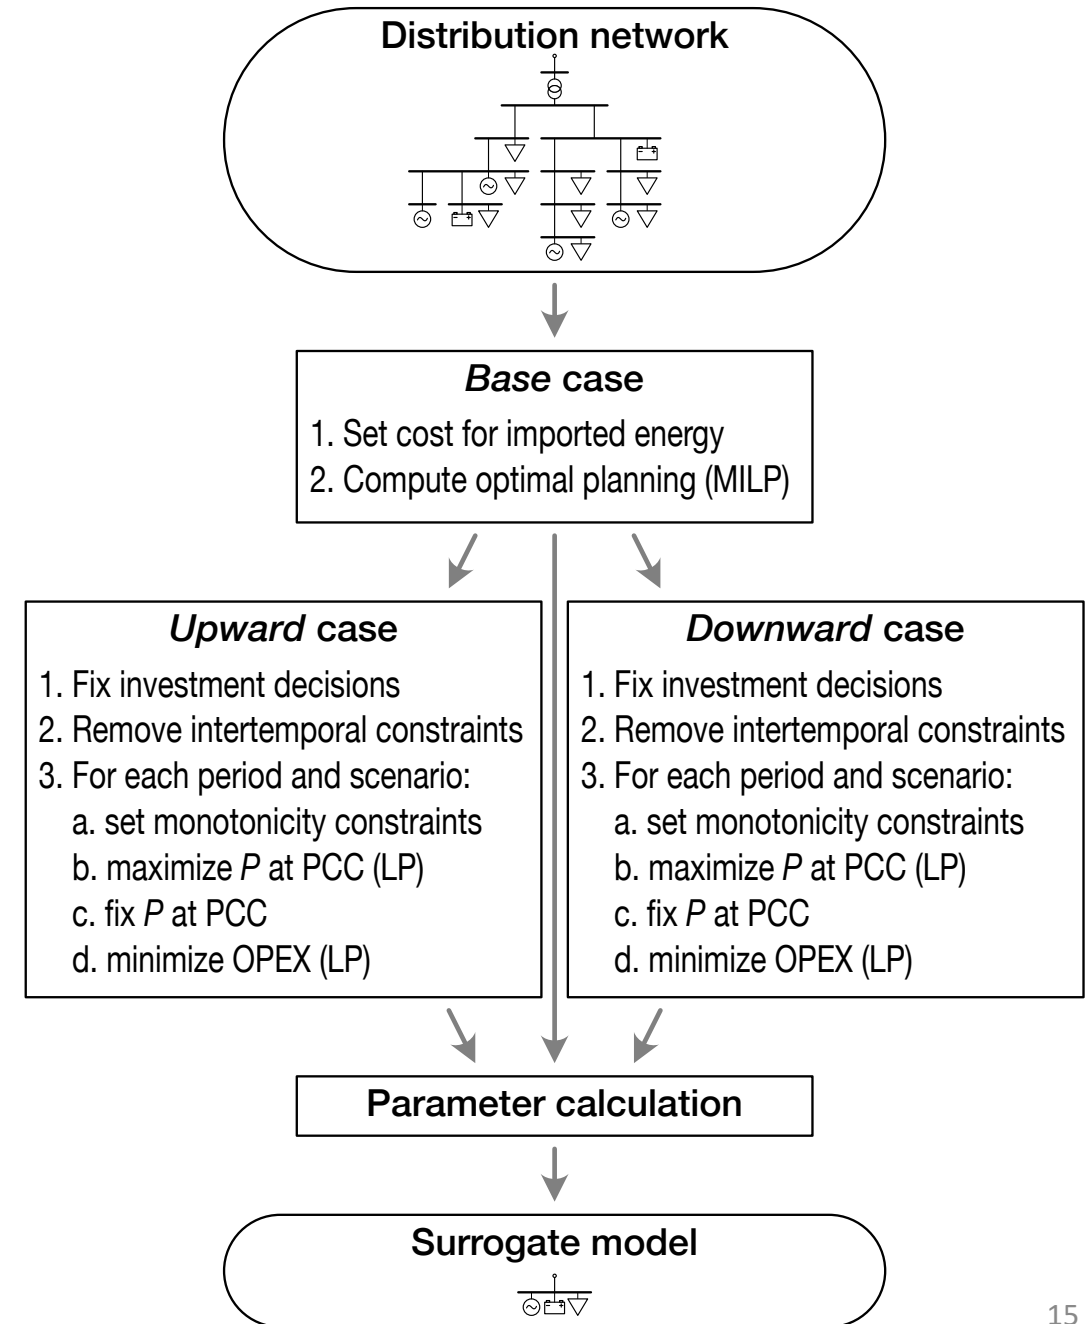 Distribution network
Base case
1. Set cost for imported energy
2. Compute optimal planning (MILP)
Upward case
1. Fix investment decisions
2. Remove intertemporal constraints
3. For each period and scenario:
a. set monotonicity constraints
b. maximize P at PCC (LP)
c. fix P at PCC
d. minimize OPEX (LP)
Downward case
1. Fix investment decisions
2. Remove intertemporal constraints
3. For each period and scenario:
a. set monotonicity constraints
b. maximize P at PCC (LP)
c. fix P at PCC
d. minimize OPEX (LP)
Parameter calculation
Surrogate model
15